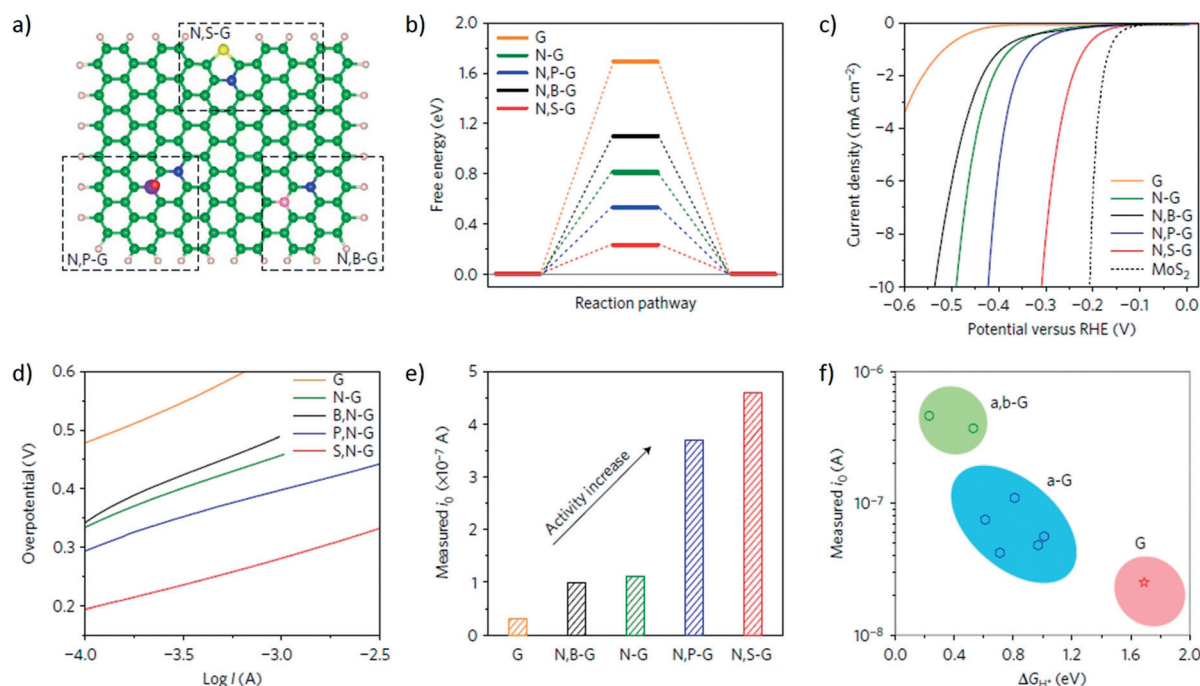 a)
N,S-G
N,P-G
N,B-G
b)
Free energy (eV)
2.0
1.6
1.2
0.8
0.4
0.0
G
N-G
N,P-G
N,B-G
N,S-G
Reaction pathway
c)
Current density (mA cm⁻²)
0
−2
−4
−6
−8
−10
−0.6
−0.5
−0.4
−0.3
−0.2
−0.1
0.0
Potential versus RHE (V)
G
N-G
N,B-G
N,P-G
N,S-G
MoS₂
d)
Overpotential (V)
0.6
0.5
0.4
0.3
0.2
G
N-G
B,N-G
P,N-G
S,N-G
−4.0
−3.5
−3.0
−2.5
Log I (A)
e)
Measured i₀ (×10⁻⁷ A)
5
4
3
2
1
0
Activity increase
G
N,B-G
N-G
N,P-G
N,S-G
f)
Measured i₀ (A)
10⁻⁶
10⁻⁷
10⁻⁸
a,b-G
a-G
G
0.0
0.4
0.8
1.2
1.6
2.0
ΔG_H* (eV)